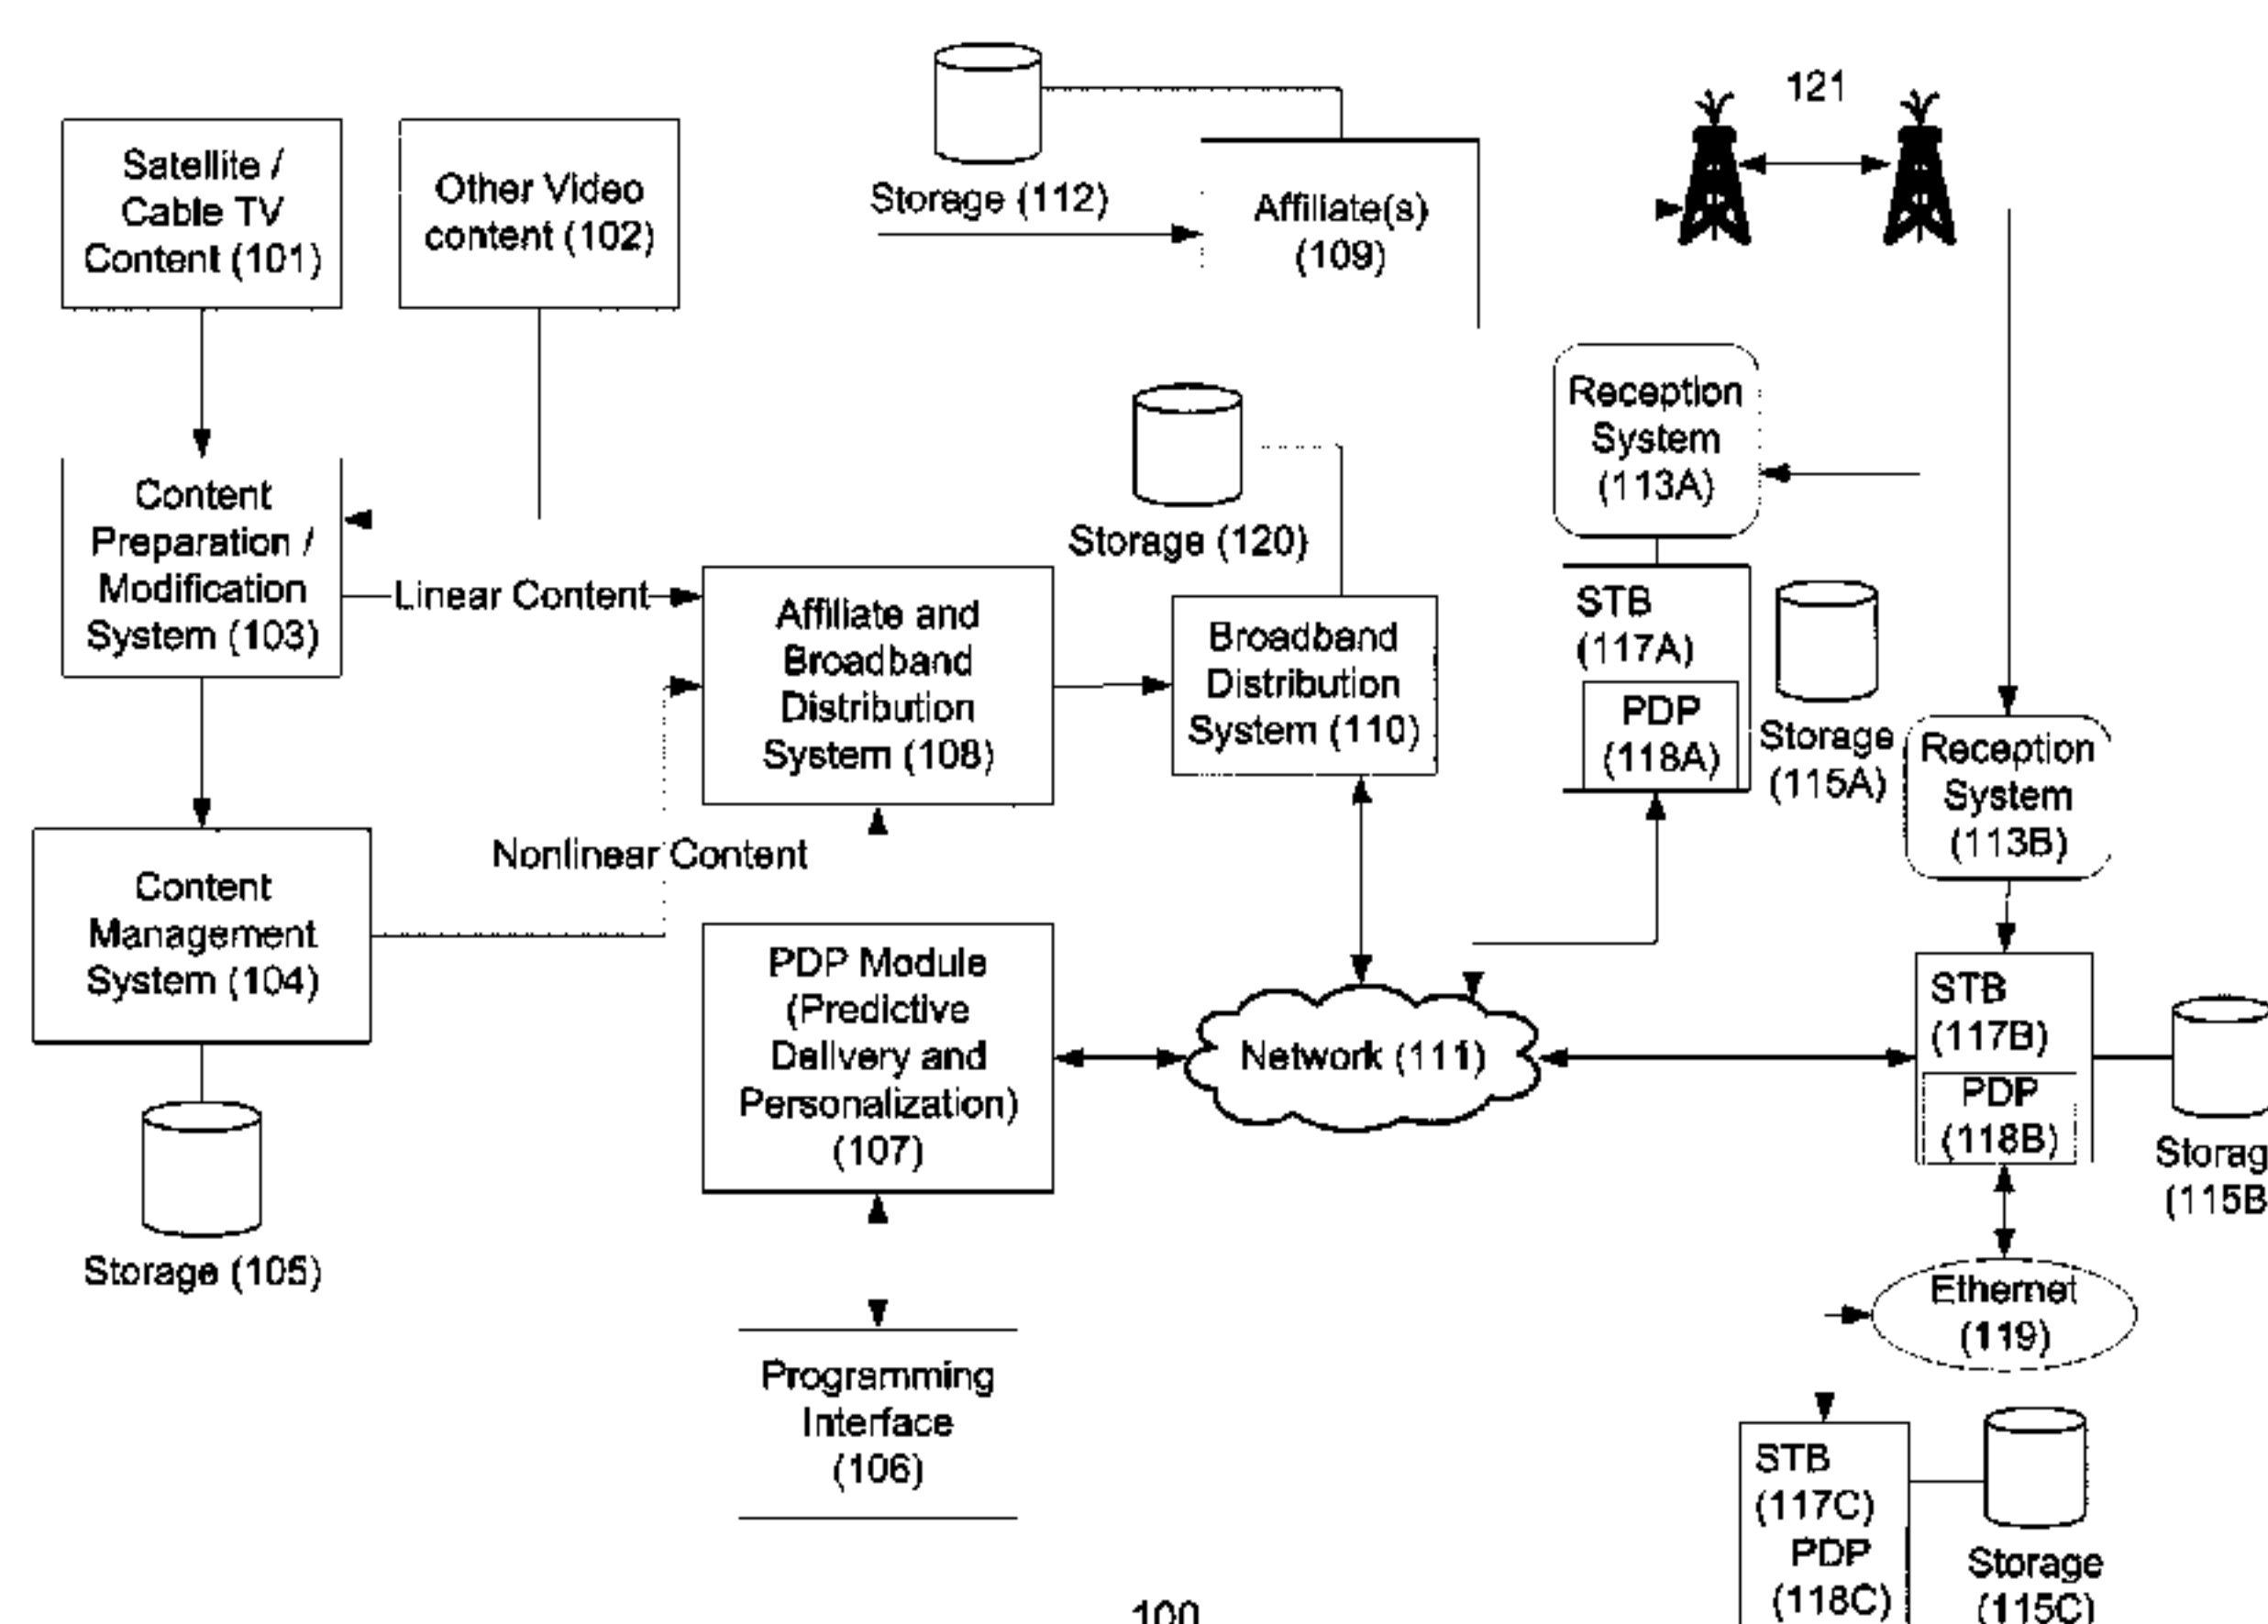 121
Satellite /
Cable TV
Content (101)
Other Video
content (102)
Storage (112)
Affiliate(s)
(109)
Reception
System
(113A)
Content
Preparation /
Modification
System (103)
Linear Content
Storage (120)
Affiliate and
Broadband
Distribution
System (108)
Broadband
Distribution
System (110)
STB
(117A)
PDP
(118A)
Storage
(115A)
Reception
System
(113B)
Nonlinear Content
Content
Management
System (104)
PDP Module
(Predictive
Delivery and
Personalization)
(107)
Network (111)
STB
(117B)
PDP
(118B)
Storag
(115B
Storage (105)
Ethernet
(119)
Programming
Interface
(106)
STB
(117C)
PDP
(118C)
Storage
(115C)
100